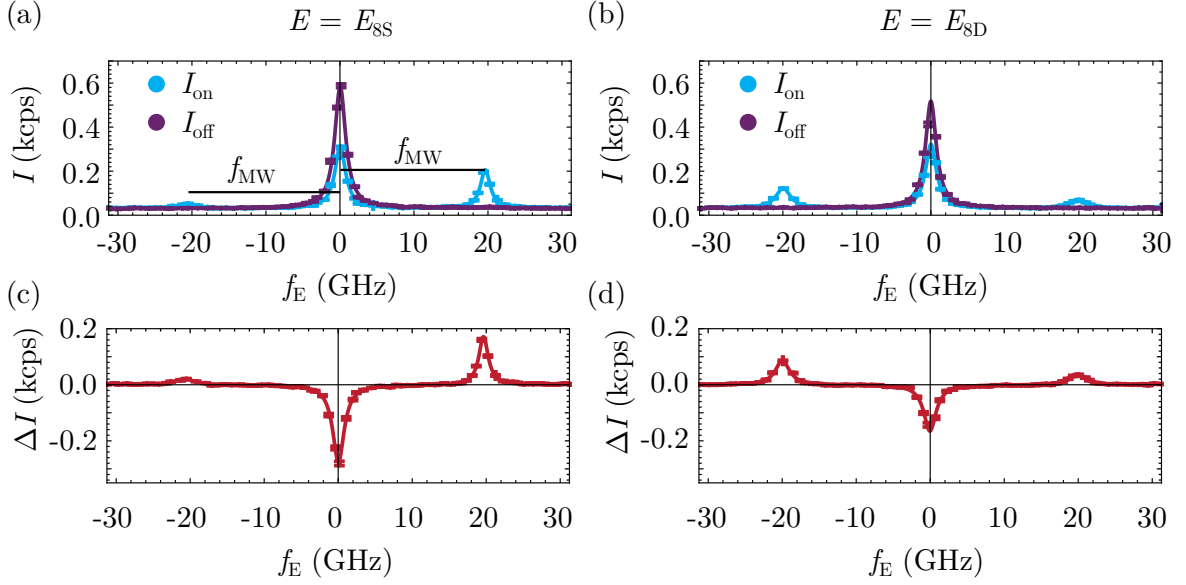 (a)
E = E8S
I (kcps)
0.6
0.4
0.2
0.0
Ion
Ioff
fMW
fMW
-30 -20 -10 0 10 20 30
fE (GHz)
(b)
E = E8D
I (kcps)
0.6
0.4
0.2
0.0
Ion
Ioff
-30 -20 -10 0 10 20 30
fE (GHz)
(c)
ΔI (kcps)
0.2
0.0
-0.2
-30 -20 -10 0 10 20 30
fE (GHz)
(d)
ΔI (kcps)
0.2
0.0
-0.2
-30 -20 -10 0 10 20 30
fE (GHz)